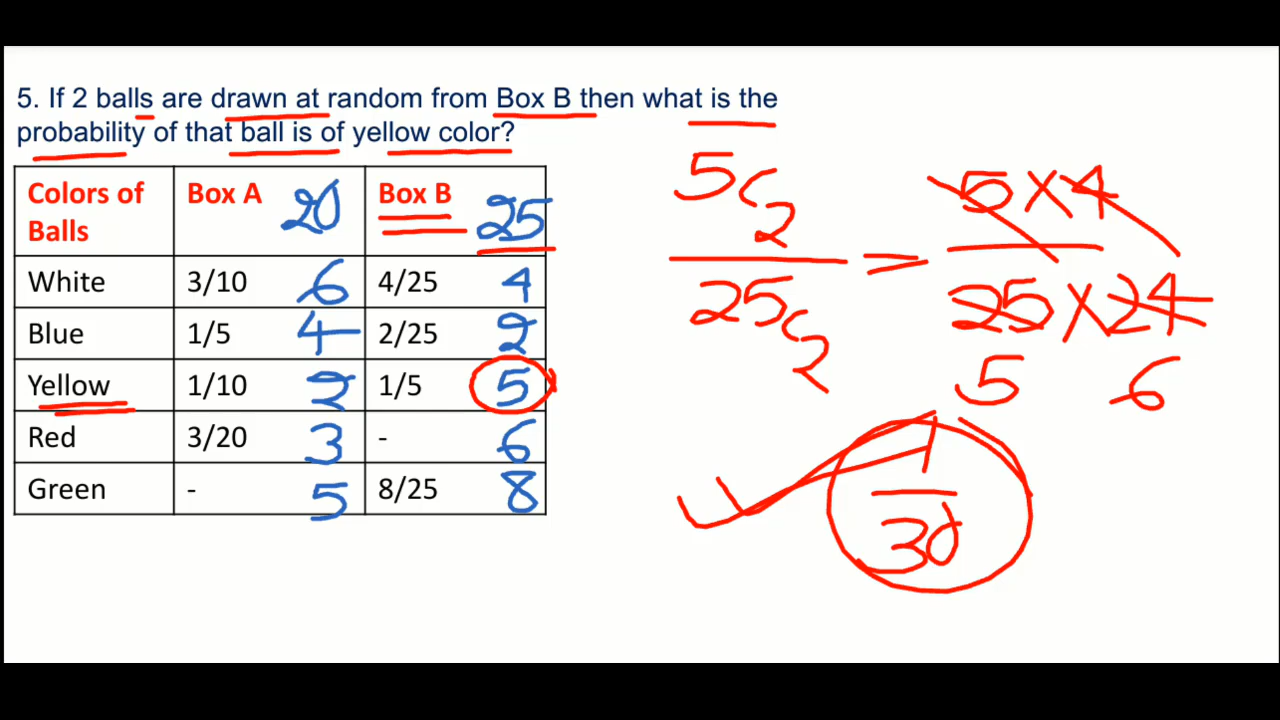 5. If 2 balls are drawn at random from Box B then what is the
probability of that ball is of yellow color?
Colors of Balls Box A 20 Box B 25
White 3/10 6 4/25 4
Blue 1/5 4 2/25 2
Yellow 1/10 2 1/5 5
Red 3/20 3 - 6
Green - 5 8/25 8
5c2 / 25c2 = 5 x 4 / 25 x 24
5 6
1/30